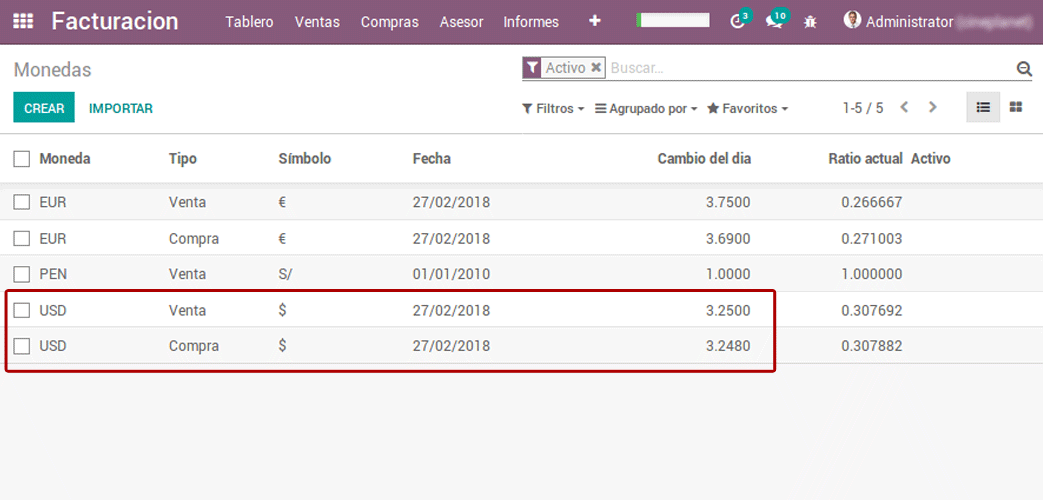 Facturacion Tablero Ventas Compras Asesor Informes 3 10 Administrator
Monedas Activo Buscar...
CREAR IMPORTAR Filtros Agrupado por Favoritos 1-5 / 5
Moneda Tipo Símbolo Fecha Cambio del dia Ratio actual Activo
EUR Venta € 27/02/2018 3.7500 0.266667
EUR Compra € 27/02/2018 3.6900 0.271003
PEN Venta S/ 01/01/2010 1.0000 1.000000
USD Venta $ 27/02/2018 3.2500 0.307692
USD Compra $ 27/02/2018 3.2480 0.307882